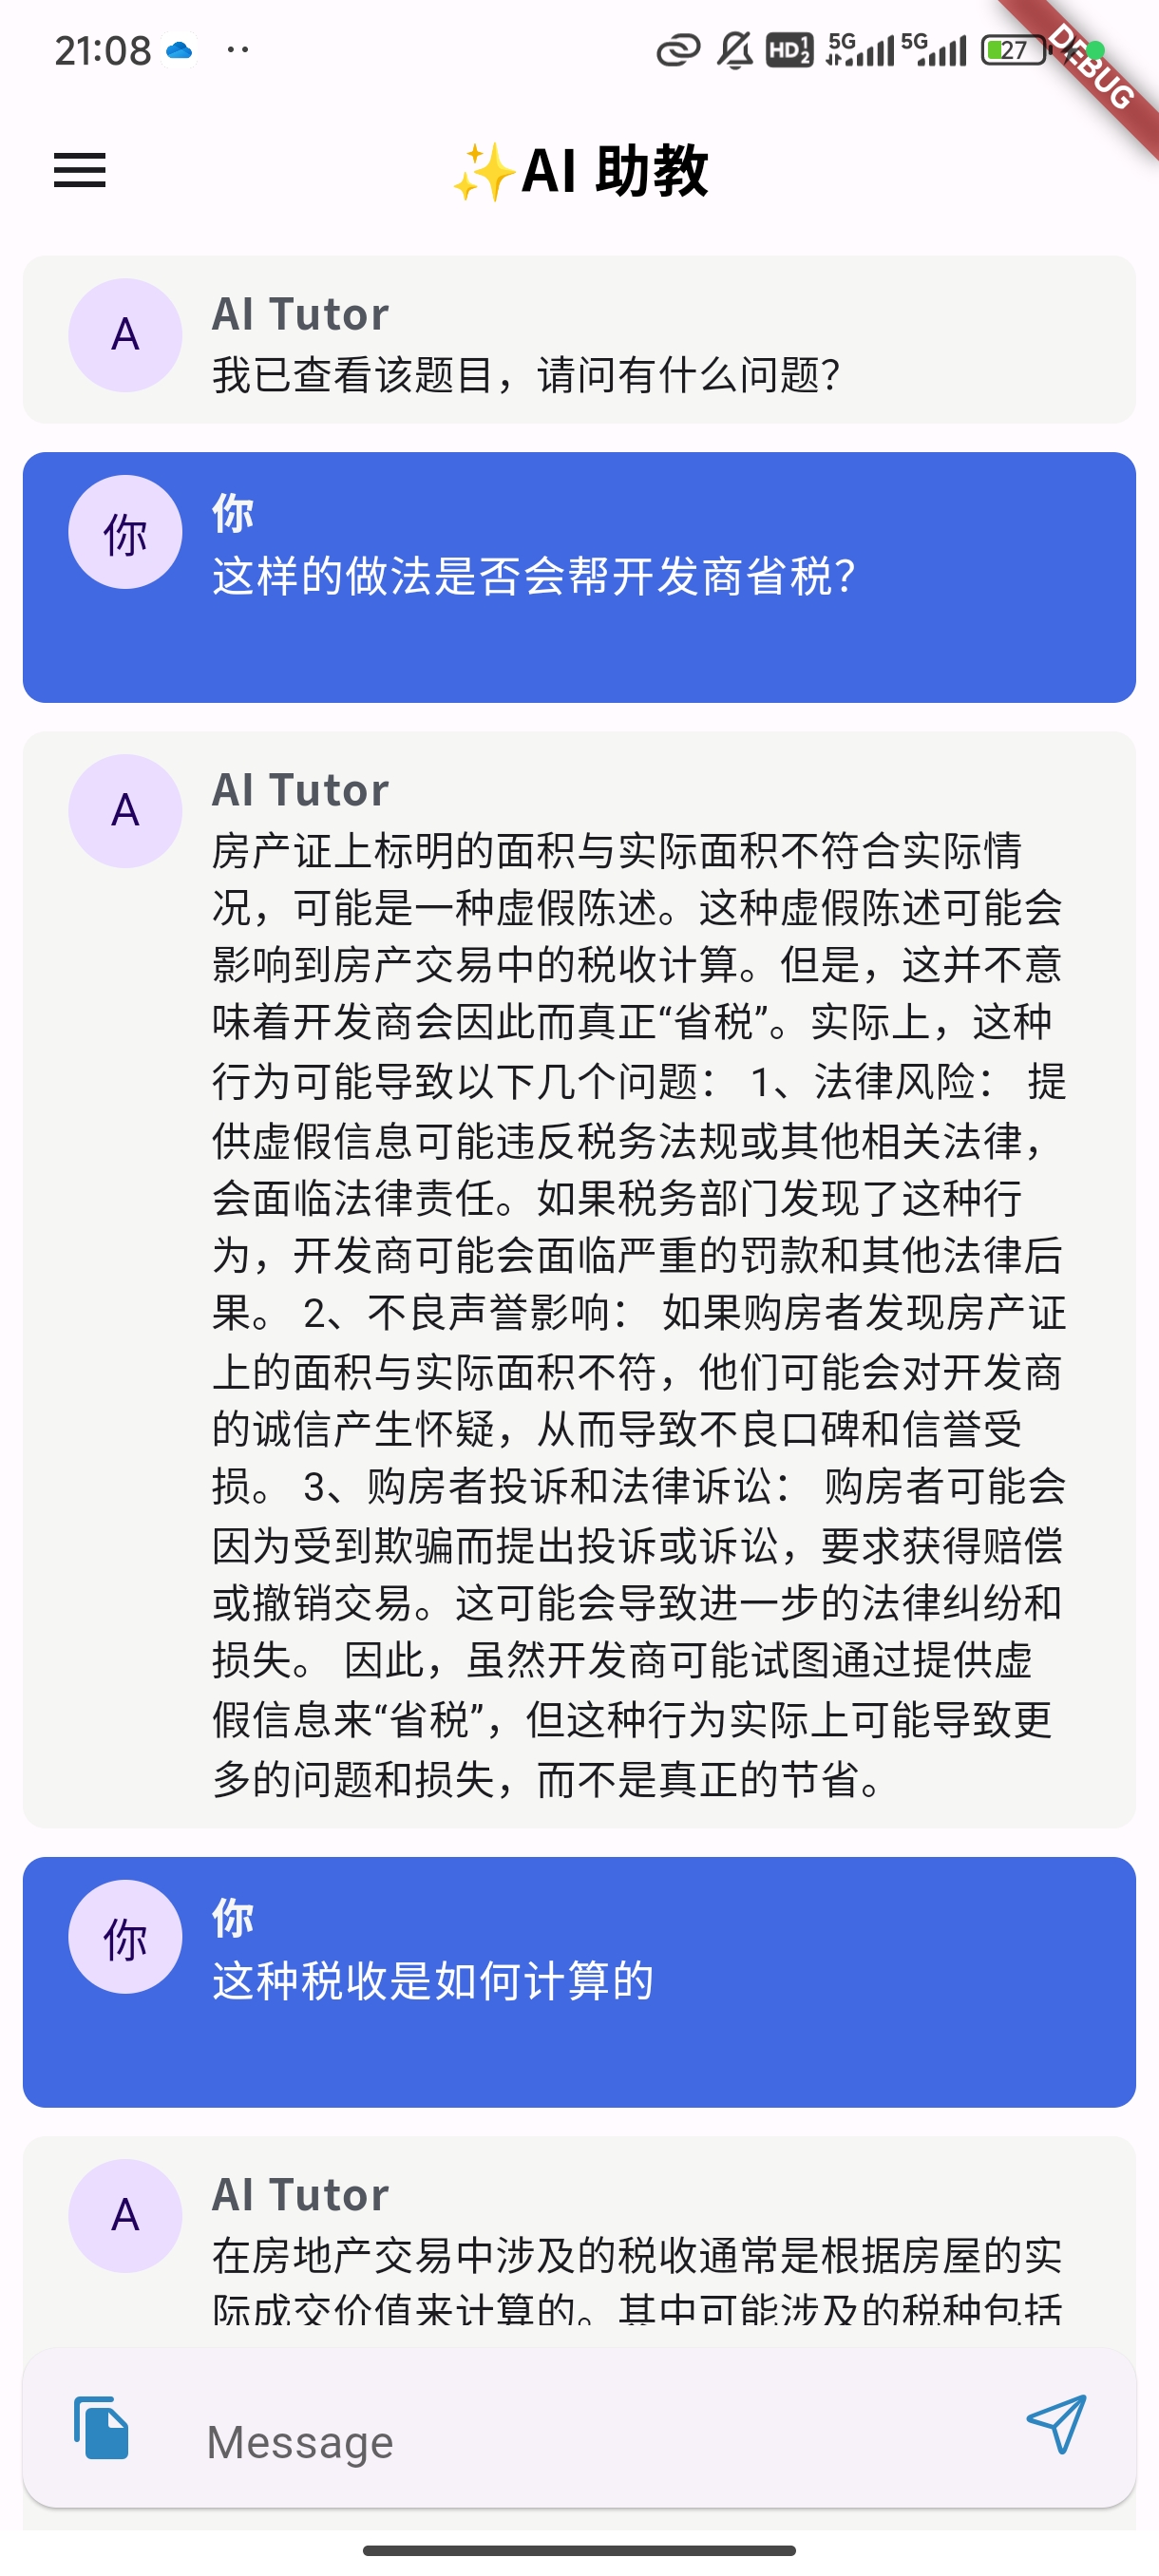 21:08
HD 1 2
5G
5G
27
DEBUG
✨AI 助教
A
AI Tutor
我已查看该题目，请问有什么问题？
你
你
这样的做法是否会帮开发商省税？
A
AI Tutor
房产证上标明的面积与实际面积不符合实际情
况，可能是一种虚假陈述。这种虚假陈述可能会
影响到房产交易中的税收计算。但是，这并不意
味着开发商会因此而真正“省税”。实际上，这种
行为可能导致以下几个问题： 1、法律风险： 提
供虚假信息可能违反税务法规或其他相关法律，
会面临法律责任。如果税务部门发现了这种行
为，开发商可能会面临严重的罚款和其他法律后
果。 2、不良声誉影响： 如果购房者发现房产证
上的面积与实际面积不符，他们可能会对开发商
的诚信产生怀疑，从而导致不良口碑和信誉受
损。 3、购房者投诉和法律诉讼： 购房者可能会
因为受到欺骗而提出投诉或诉讼，要求获得赔偿
或撤销交易。这可能会导致进一步的法律纠纷和
损失。 因此，虽然开发商可能试图通过提供虚
假信息来“省税”，但这种行为实际上可能导致更
多的问题和损失，而不是真正的节省。
你
你
这种税收是如何计算的
A
AI Tutor
在房地产交易中涉及的税收通常是根据房屋的实
际成交价值来计算的。其中可能涉及的税种包括
Message